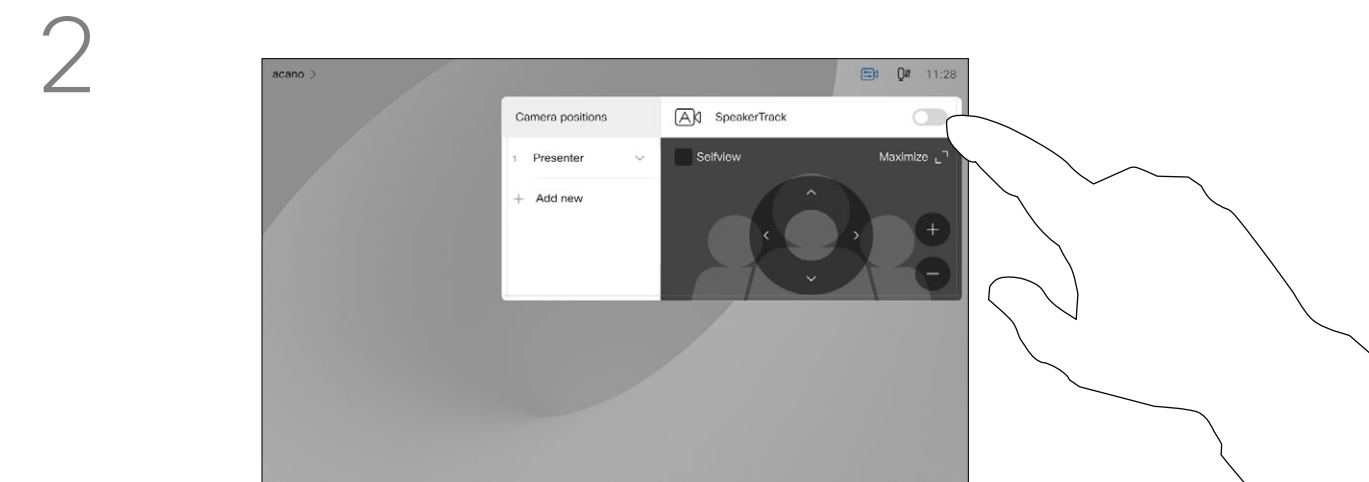 2
acano >
11:28
Camera positions
A SpeakerTrack
1 Presenter
Selfview
Maximize
+ Add new
+
−